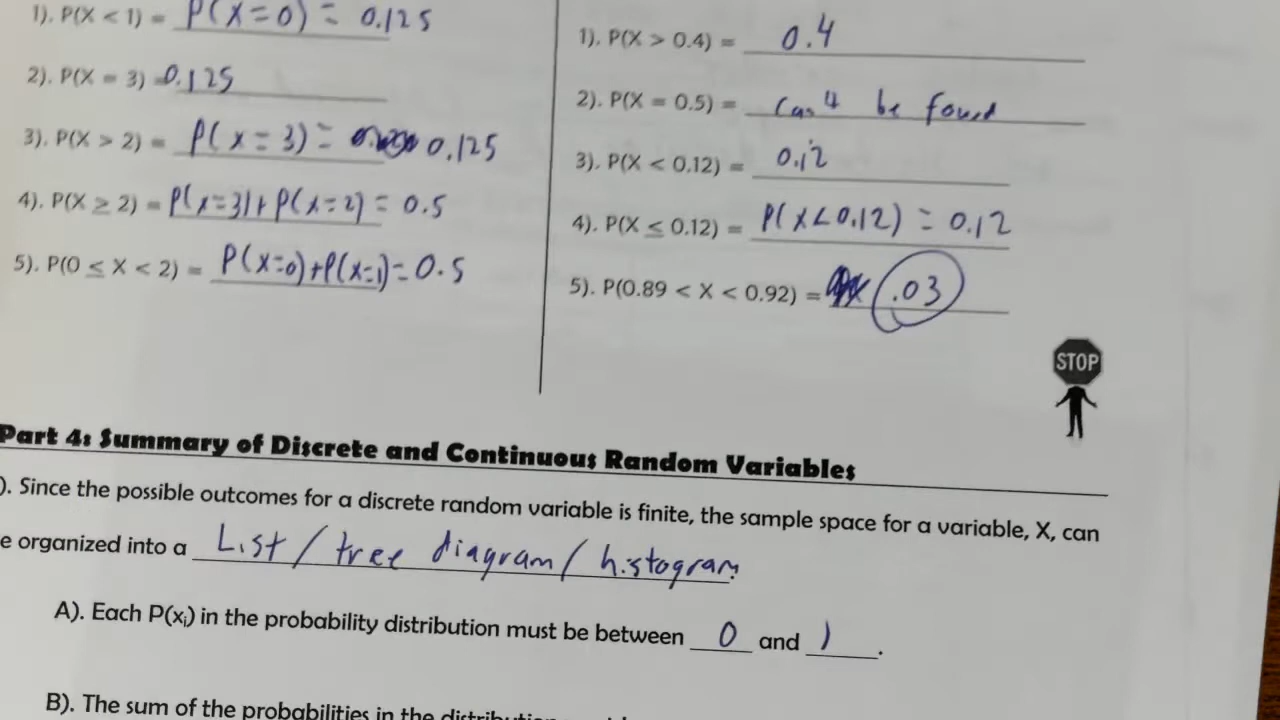 1). P(X < 1) = P(X=0) = 0.125
2). P(X = 3) = 0.125
3). P(X > 2) = P(x=3) = 0.125
4). P(X ≥ 2) = P(x=3)+P(x=2) = 0.5
5). P(0 ≤ X < 2) = P(x=0)+P(x=1)=0.5
1). P(X > 0.4) = 0.4
2). P(X = 0.5) = Can't be found
3). P(X < 0.12) = 0.12
4). P(X ≤ 0.12) = P(X<0.12) = 0.12
5). P(0.89 < X < 0.92) = .03
STOP
Part 4: Summary of Discrete and Continuous Random Variables
). Since the possible outcomes for a discrete random variable is finite, the sample space for a variable, X, can
e organized into a List / tree diagram / histogram
A). Each P(xᵢ) in the probability distribution must be between 0 and 1.
B). The sum of the probabilities in the